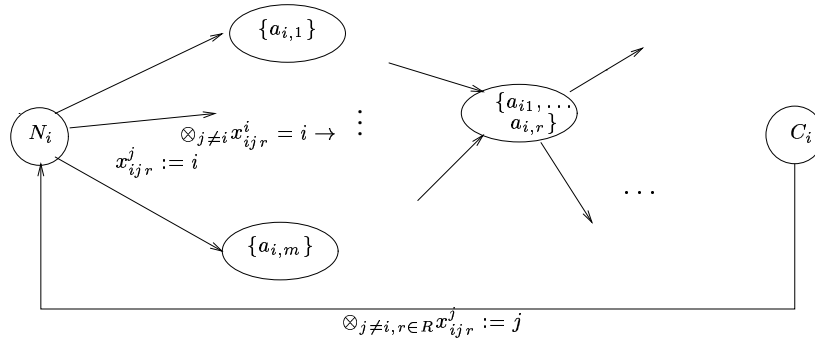 {a_{i,1}}
{a_{i1}, ...
a_{i,r}}
N_i
⊗_{j≠i} x^i_{ijr} = i →
⋮
C_i
x^j_{ijr} := i
...
{a_{i,m}}
⊗_{j≠i, r∈R} x^j_{ijr} := j